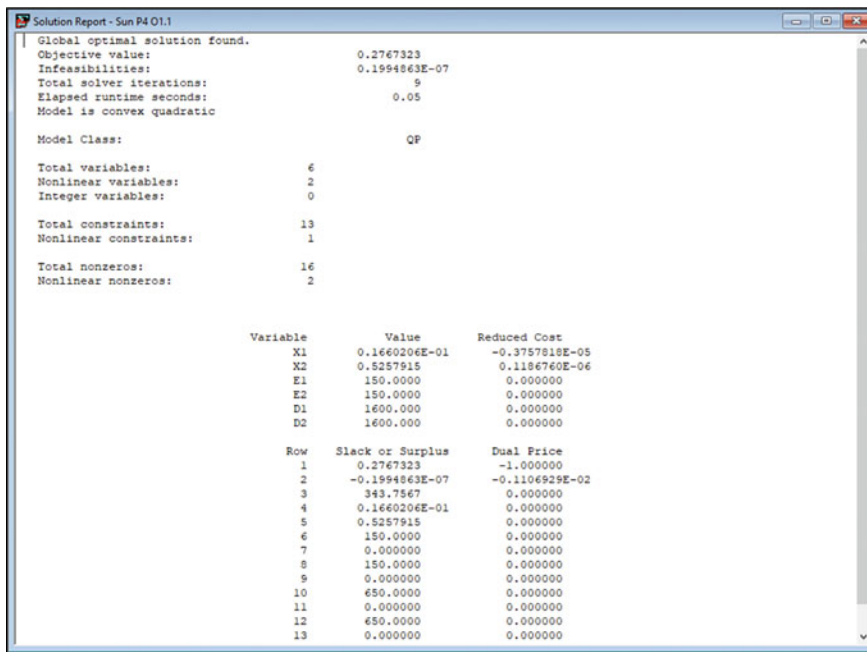 Solution Report - Sun P4 O1.1
Global optimal solution found.
Objective value: 0.2767323
Infeasibilities: 0.1994863E-07
Total solver iterations: 9
Elapsed runtime seconds: 0.05
Model is convex quadratic
Model Class: QP
Total variables: 6
Nonlinear variables: 2
Integer variables: 0
Total constraints: 13
Nonlinear constraints: 1
Total nonzeros: 16
Nonlinear nonzeros: 2
Variable Value Reduced Cost
X1 0.1660206E-01 -0.3757818E-05
X2 0.5257915 0.1186760E-06
E1 150.0000 0.000000
E2 150.0000 0.000000
D1 1600.000 0.000000
D2 1600.000 0.000000
Row Slack or Surplus Dual Price
1 0.2767323 -1.000000
2 -0.1994863E-07 -0.1106929E-02
3 343.7567 0.000000
4 0.1660206E-01 0.000000
5 0.5257915 0.000000
6 150.0000 0.000000
7 0.000000 0.000000
8 150.0000 0.000000
9 0.000000 0.000000
10 650.0000 0.000000
11 0.000000 0.000000
12 650.0000 0.000000
13 0.000000 0.000000